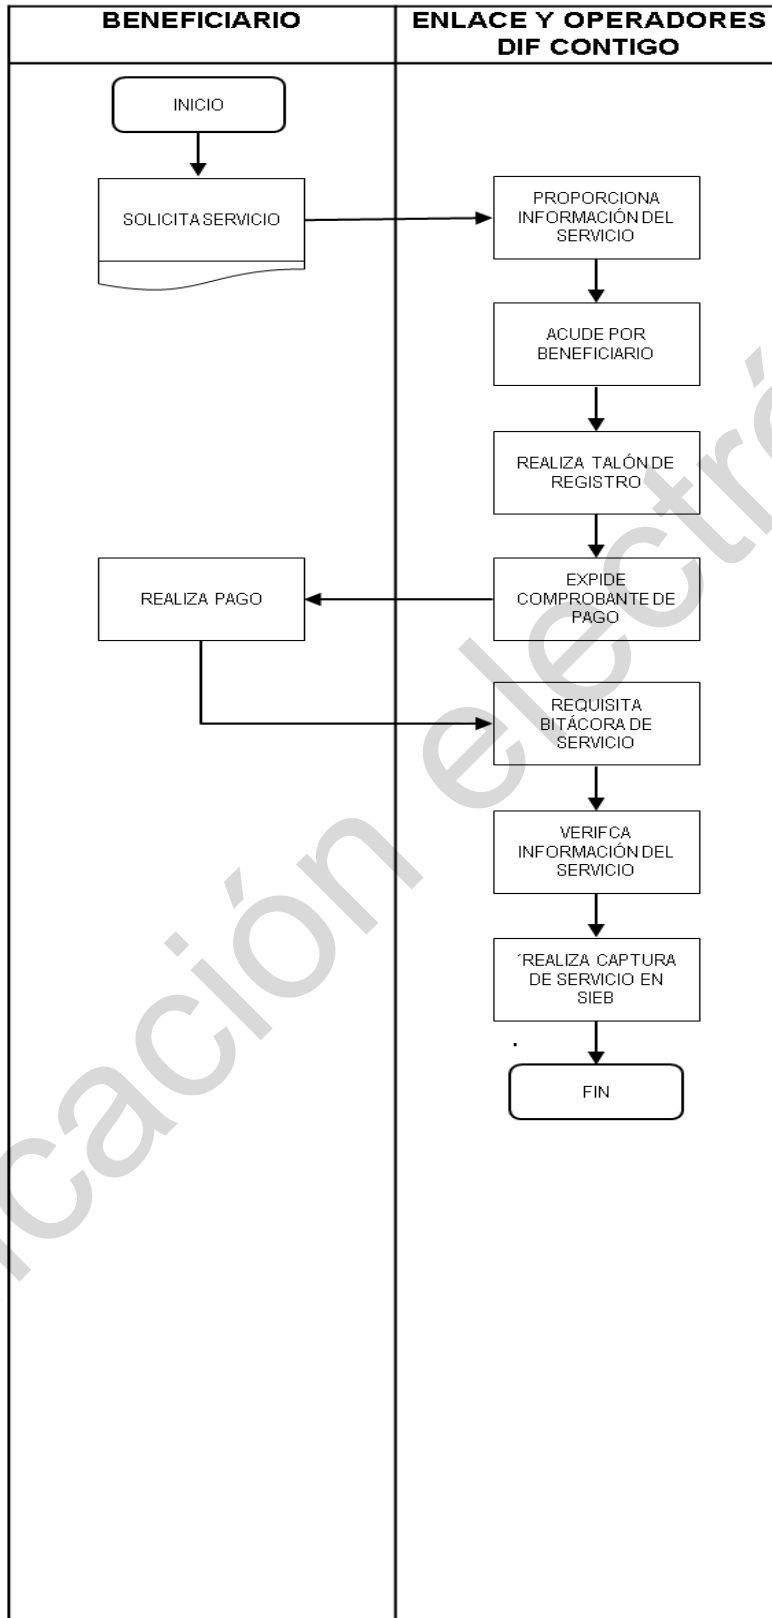 BENEFICIARIO
ENLACE Y OPERADORES
DIF CONTIGO
INICIO
SOLICITA SERVICIO
PROPORCIONA
INFORMACIÓN DEL
SERVICIO
ACUDE POR
BENEFICIARIO
REALIZA TALÓN DE
REGISTRO
EXPIDE
COMPROBANTE DE
PAGO
REALIZA PAGO
REQUISITA
BITÁCORA DE
SERVICIO
VERIFCA
INFORMACIÓN DEL
SERVICIO
´REALIZA CAPTURA
DE SERVICIO EN
SIEB
.
FIN
icación electró